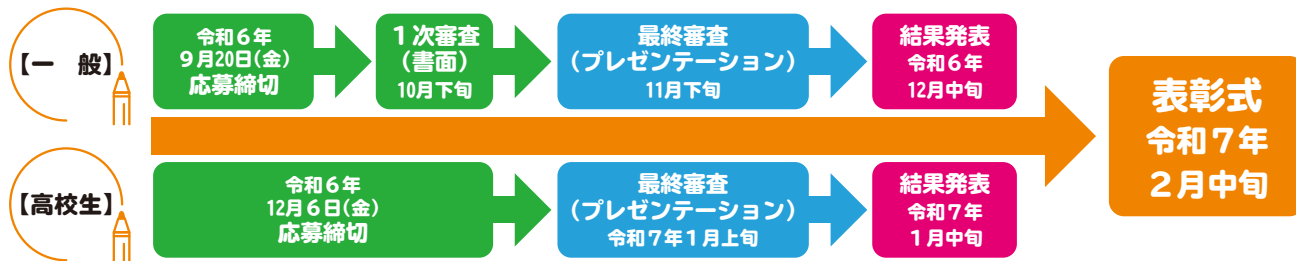 【一　般】
令和６年
９月20日(金)
応募締切
１次審査
(書面)
10月下旬
最終審査
(プレゼンテーション)
11月下旬
結果発表
令和６年
12月中旬
【高校生】
令和６年
12月６日(金)
応募締切
最終審査
(プレゼンテーション)
令和７年１月上旬
結果発表
令和７年
１月中旬
表彰式
令和７年
２月中旬